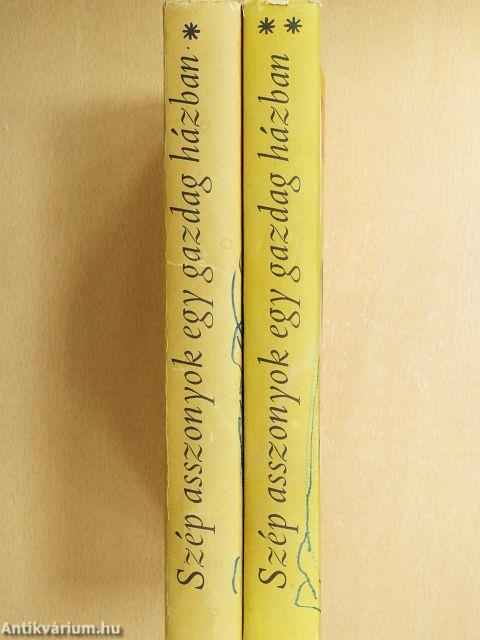 Szép asszonyok egy gazdag házban *
Szép asszonyok egy gazdag házban **
Antikvárium.hu